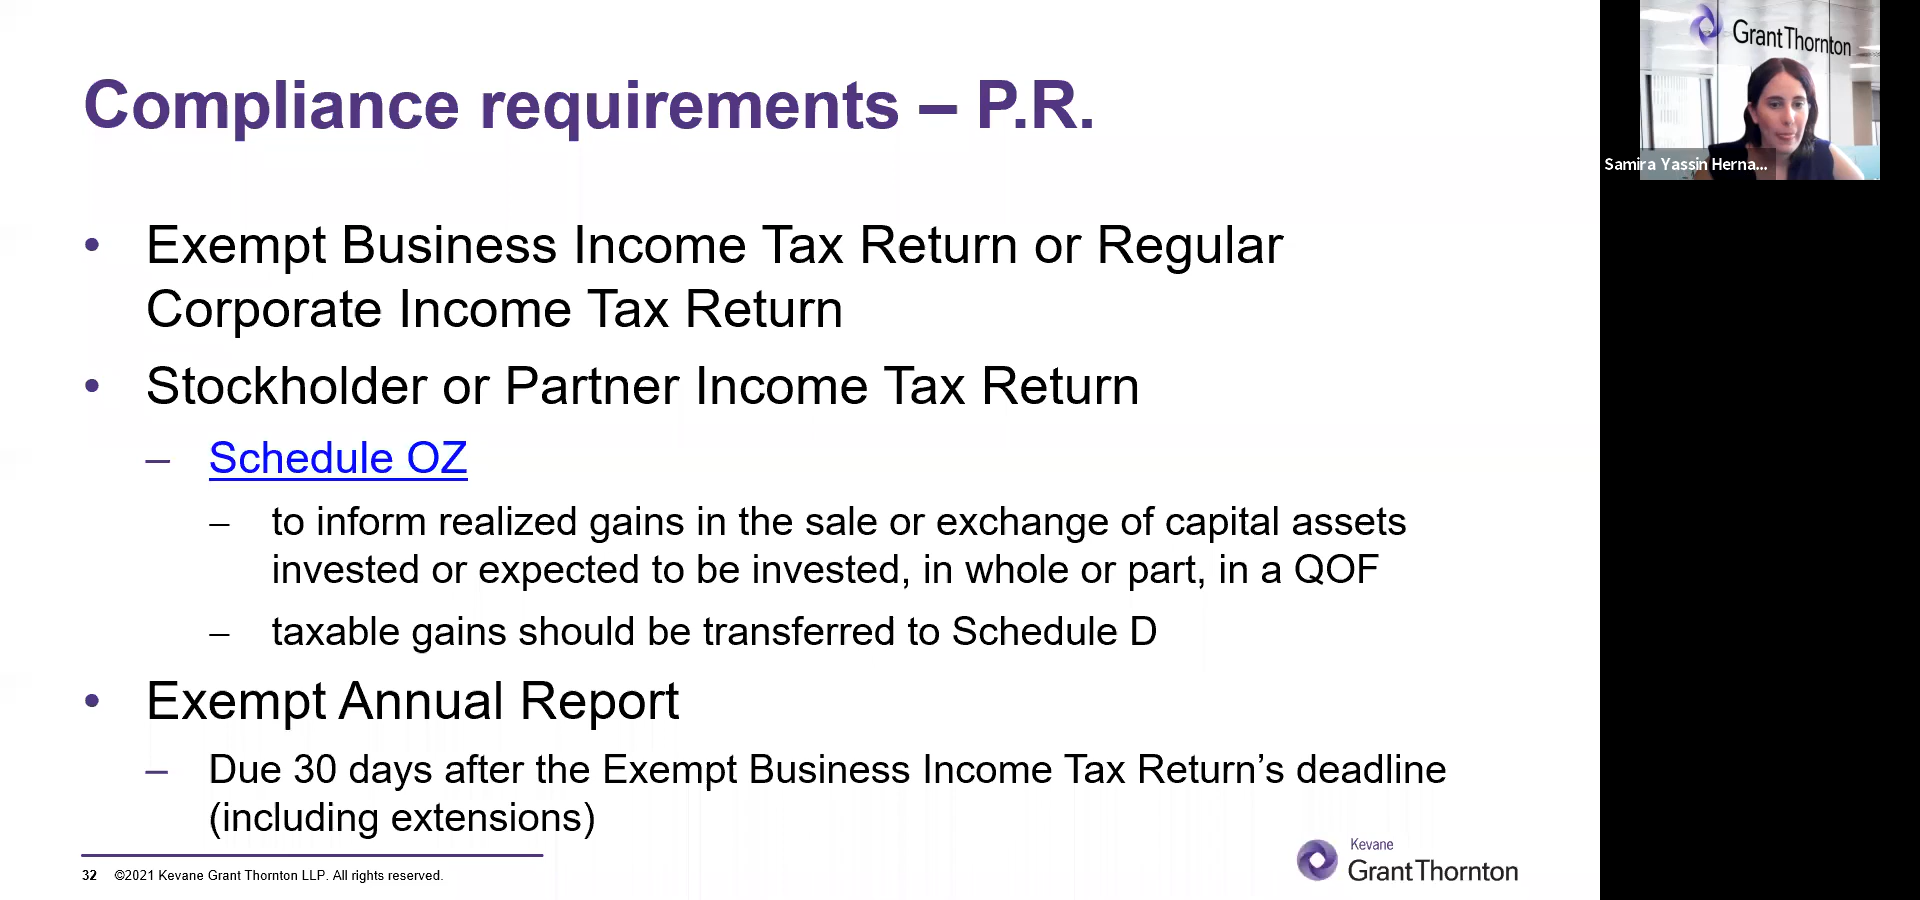 Compliance requirements – P.R.
• Exempt Business Income Tax Return or Regular
Corporate Income Tax Return
• Stockholder or Partner Income Tax Return
– Schedule OZ
– to inform realized gains in the sale or exchange of capital assets
invested or expected to be invested, in whole or part, in a QOF
– taxable gains should be transferred to Schedule D
• Exempt Annual Report
– Due 30 days after the Exempt Business Income Tax Return’s deadline
(including extensions)
32 ©2021 Kevane Grant Thornton LLP. All rights reserved.
Kevane
GrantThornton
GrantThornton
Samira Yassin Herna...